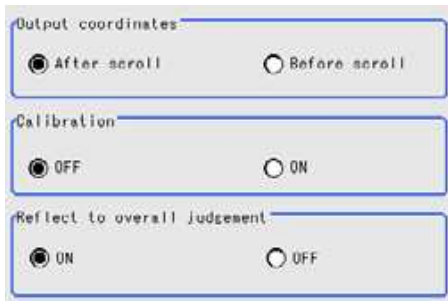 Output coordinates
After scroll Before scroll
Calibration
OFF ON
Reflect to overall judgement
ON OFF